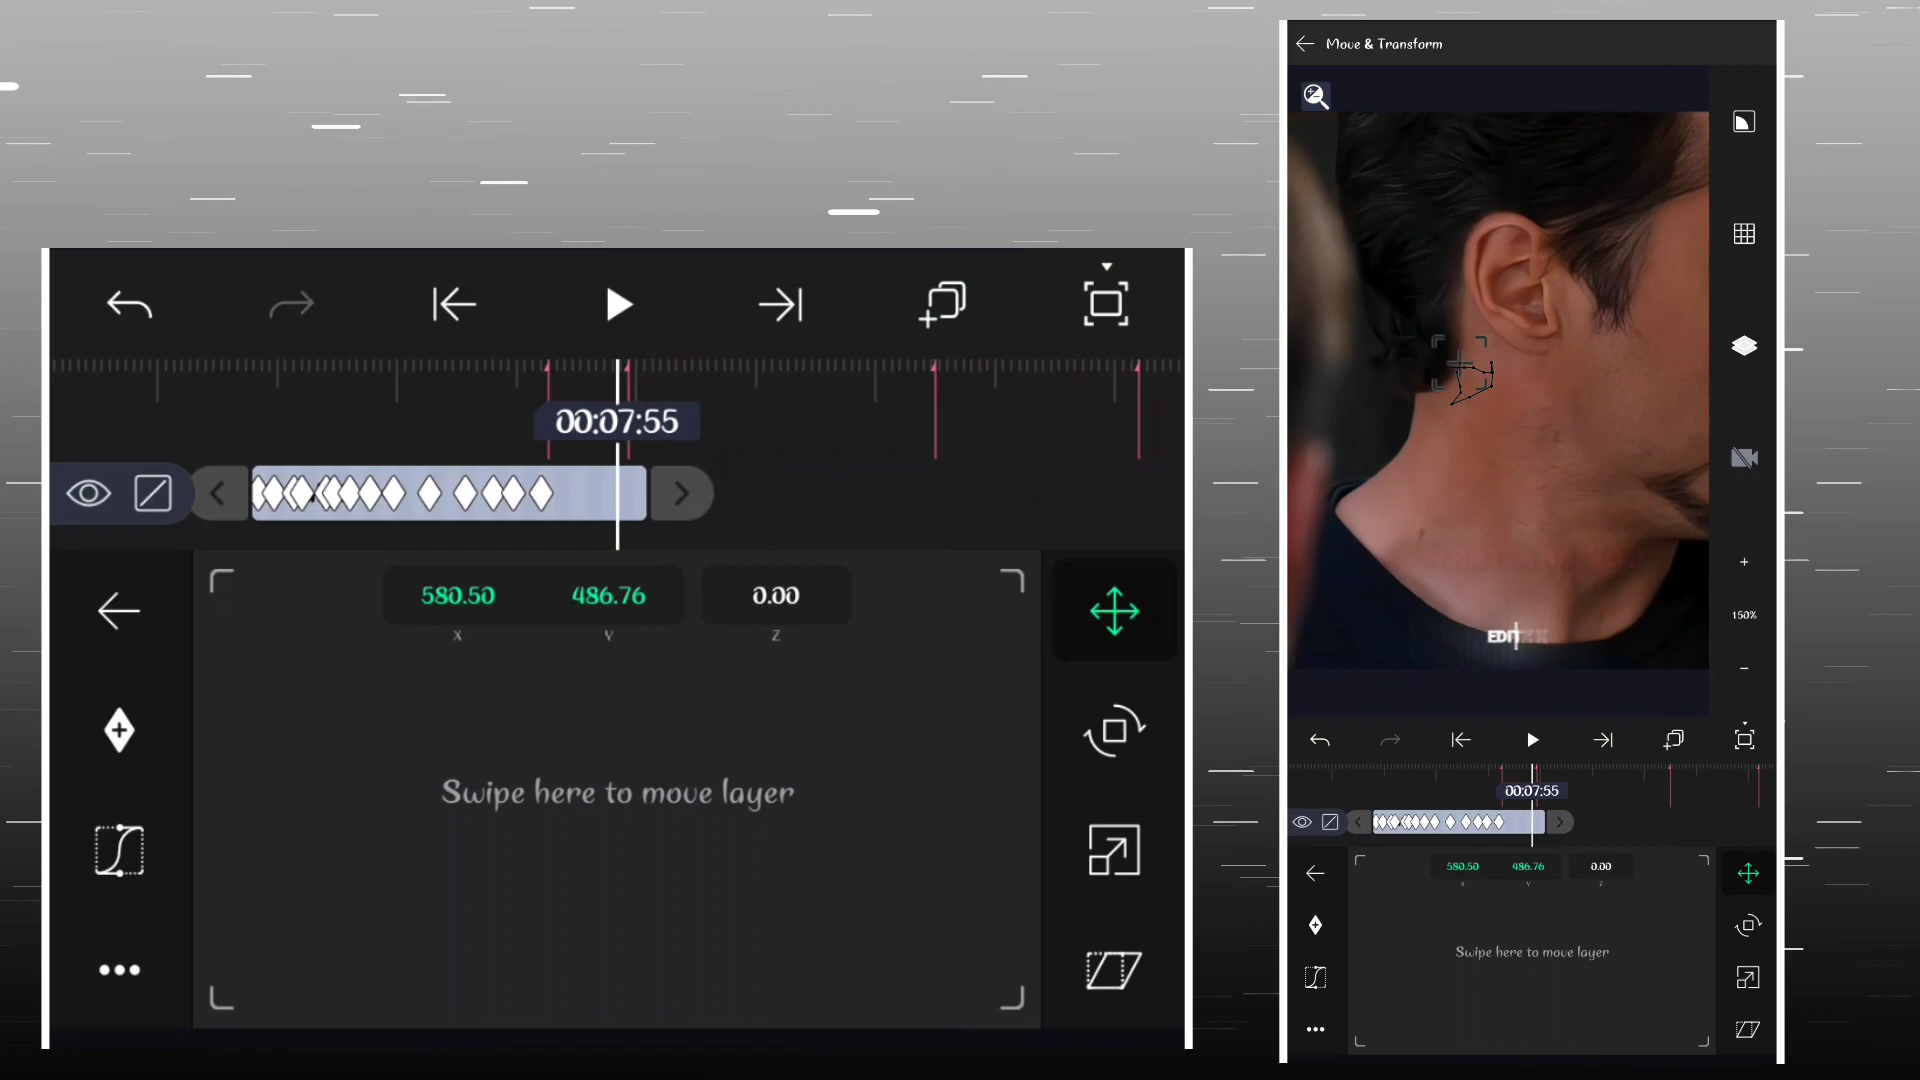 00:07:55
580.50 486.76 0.00
X Y Z
Swipe here to move layer
Move & Transform
150%
EDIT
00:07:55
580.50 486.76 0.00
X Y Z
Swipe here to move layer